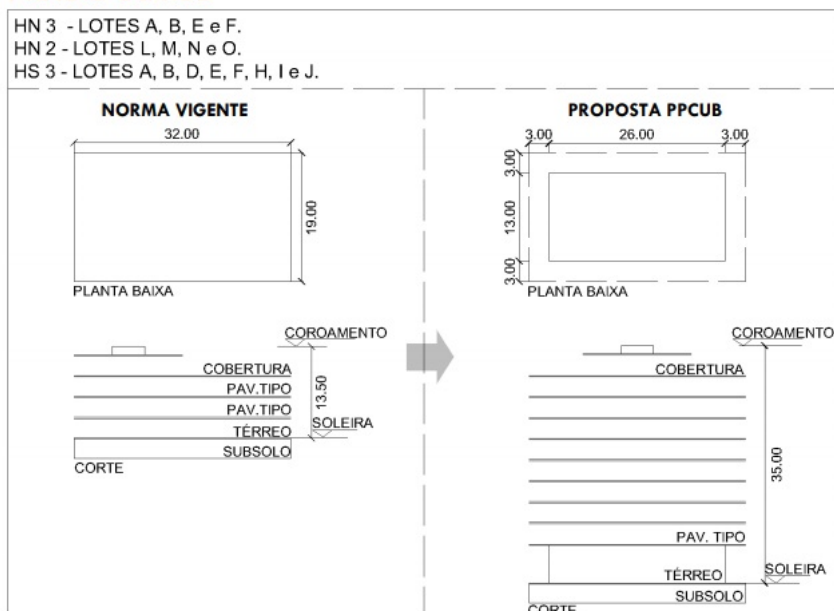 HN 3 - LOTES A, B, E e F.
HN 2 - LOTES L, M, N e O.
HS 3 - LOTES A, B, D, E, F, H, I e J.
NORMA VIGENTE
32.00
19.00
PLANTA BAIXA
COROAMENTO
COBERTURA
PAV.TIPO
PAV.TIPO
13.50
SOLEIRA
TÉRREO
SUBSOLO
CORTE
PROPOSTA PPCUB
3.00 26.00 3.00
3.00
13.00
3.00
PLANTA BAIXA
COROAMENTO
COBERTURA
35.00
PAV. TIPO
SOLEIRA
TÉRREO
SUBSOLO
CORTE